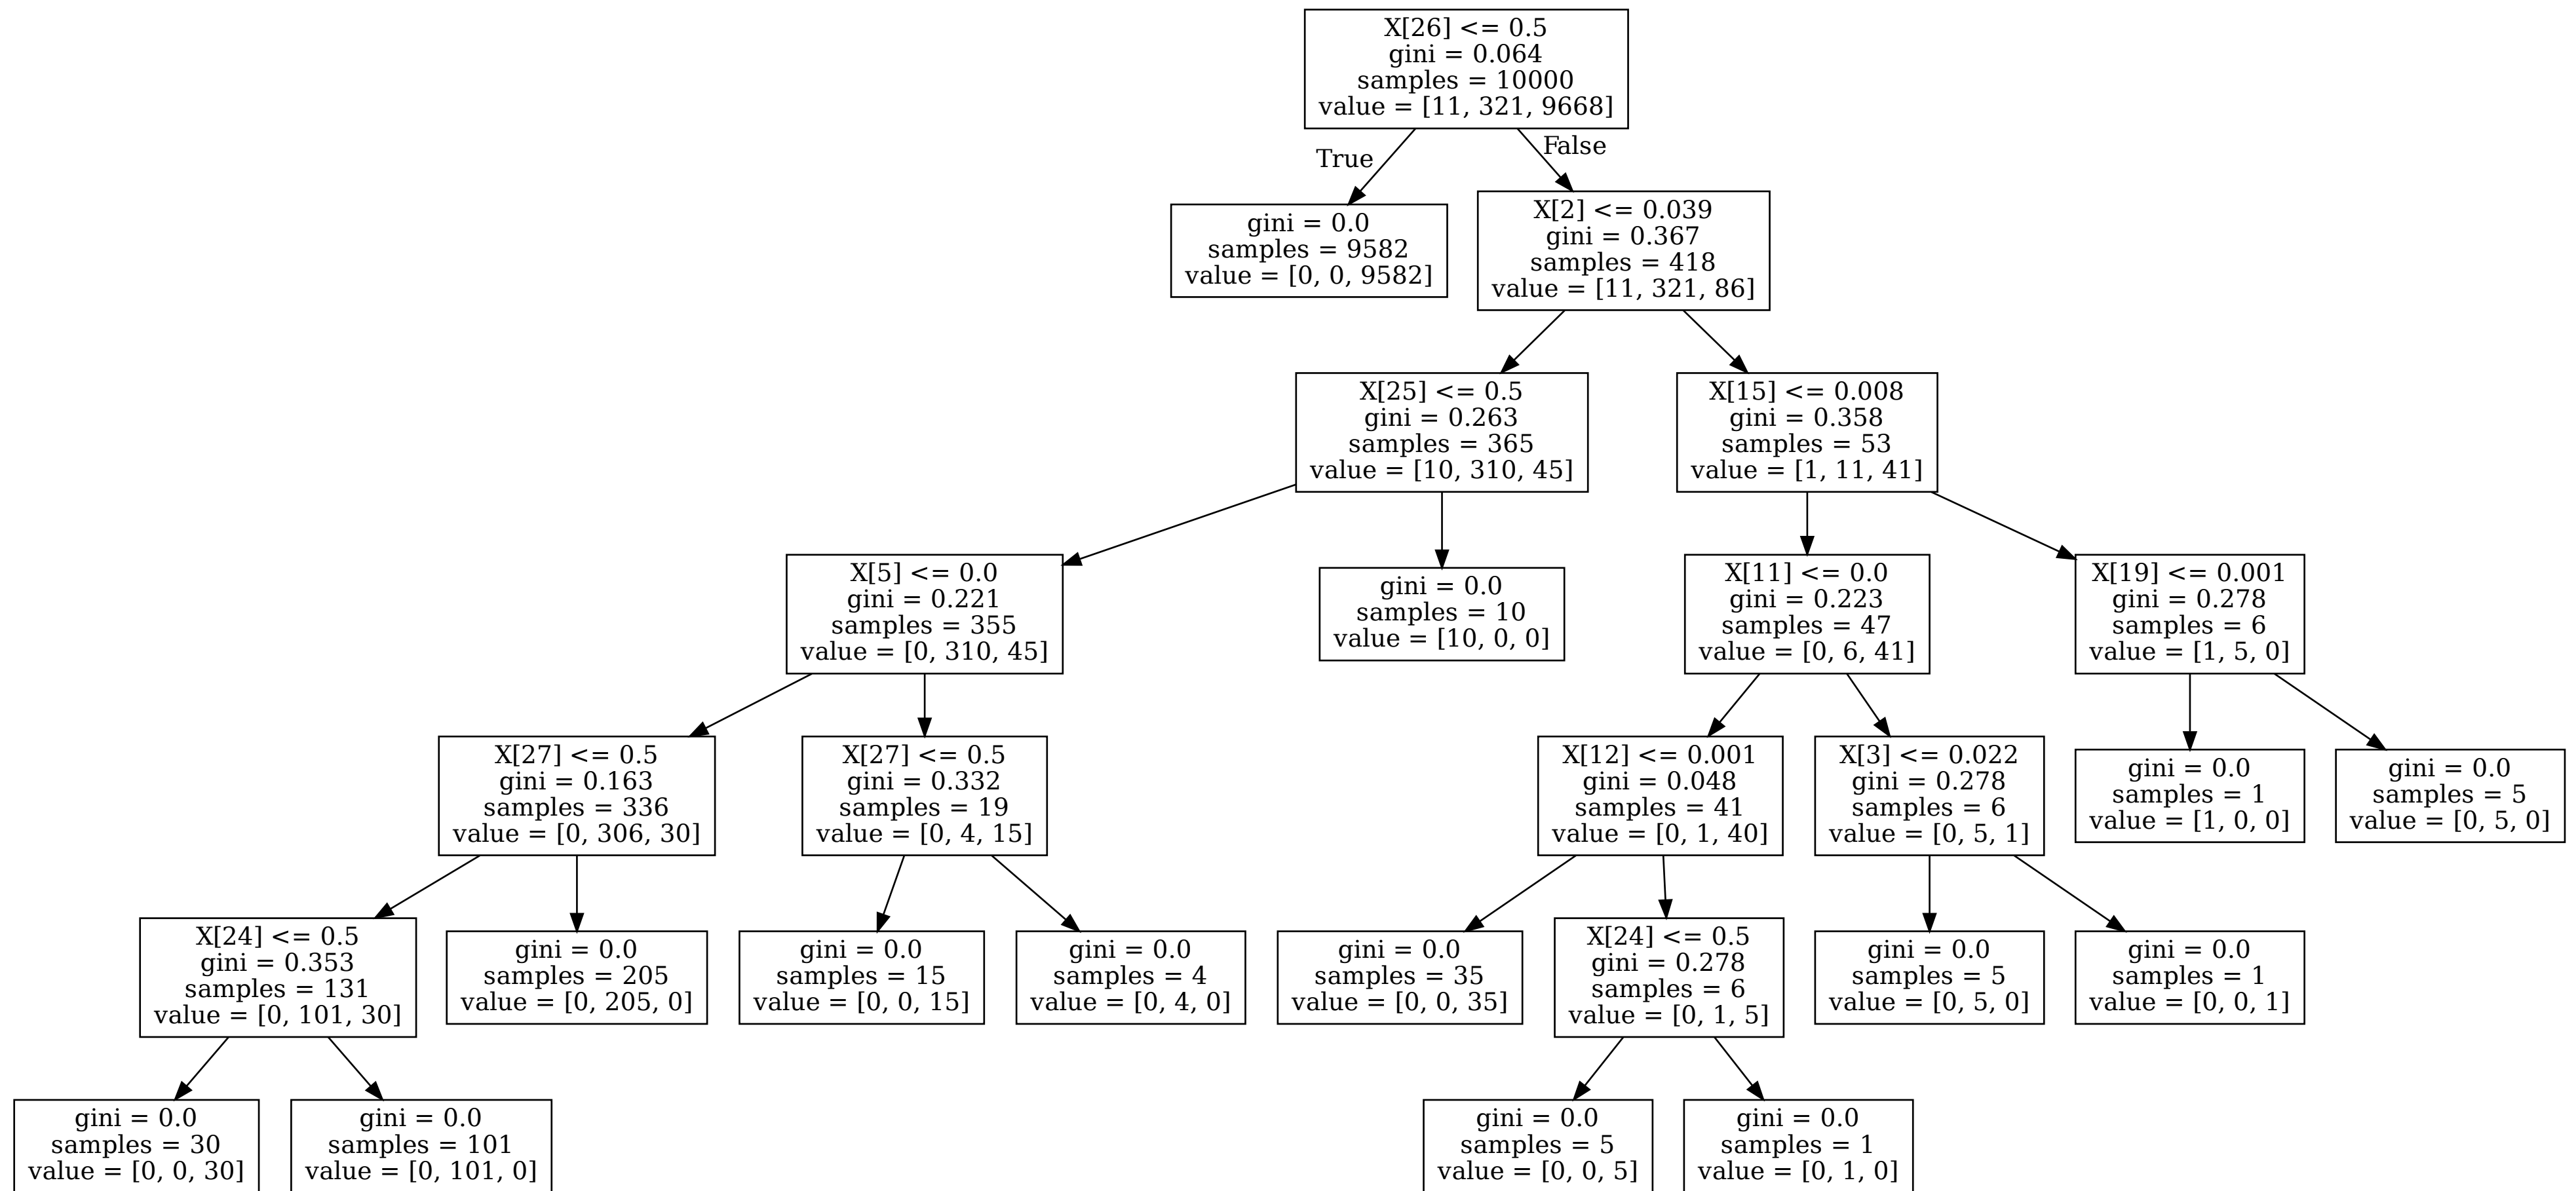 X[26] <= 0.5
gini = 0.064
samples = 10000
value = [11, 321, 9668]
True
False
gini = 0.0
samples = 9582
value = [0, 0, 9582]
X[2] <= 0.039
gini = 0.367
samples = 418
value = [11, 321, 86]
X[25] <= 0.5
gini = 0.263
samples = 365
value = [10, 310, 45]
X[15] <= 0.008
gini = 0.358
samples = 53
value = [1, 11, 41]
X[5] <= 0.0
gini = 0.221
samples = 355
value = [0, 310, 45]
gini = 0.0
samples = 10
value = [10, 0, 0]
X[11] <= 0.0
gini = 0.223
samples = 47
value = [0, 6, 41]
X[19] <= 0.001
gini = 0.278
samples = 6
value = [1, 5, 0]
X[27] <= 0.5
gini = 0.163
samples = 336
value = [0, 306, 30]
X[27] <= 0.5
gini = 0.332
samples = 19
value = [0, 4, 15]
X[12] <= 0.001
gini = 0.048
samples = 41
value = [0, 1, 40]
X[3] <= 0.022
gini = 0.278
samples = 6
value = [0, 5, 1]
gini = 0.0
samples = 1
value = [1, 0, 0]
gini = 0.0
samples = 5
value = [0, 5, 0]
X[24] <= 0.5
gini = 0.353
samples = 131
value = [0, 101, 30]
gini = 0.0
samples = 205
value = [0, 205, 0]
gini = 0.0
samples = 15
value = [0, 0, 15]
gini = 0.0
samples = 4
value = [0, 4, 0]
gini = 0.0
samples = 35
value = [0, 0, 35]
X[24] <= 0.5
gini = 0.278
samples = 6
value = [0, 1, 5]
gini = 0.0
samples = 5
value = [0, 5, 0]
gini = 0.0
samples = 1
value = [0, 0, 1]
gini = 0.0
samples = 30
value = [0, 0, 30]
gini = 0.0
samples = 101
value = [0, 101, 0]
gini = 0.0
samples = 5
value = [0, 0, 5]
gini = 0.0
samples = 1
value = [0, 1, 0]